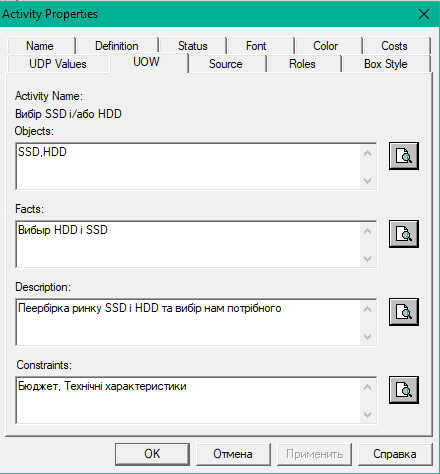 Activity Properties
Name Definition Status Font Color Costs
UDP Values UOW Source Roles Box Style
Activity Name:
Вибір SSD і/або HDD
Objects:
SSD,HDD
Facts:
Вибыр HDD і SSD
Description:
Пеербірка ринку SSD і HDD та вибір нам потрібного
Constraints:
Бюджет, Технічні характеристики
OK Отмена Применить Справка